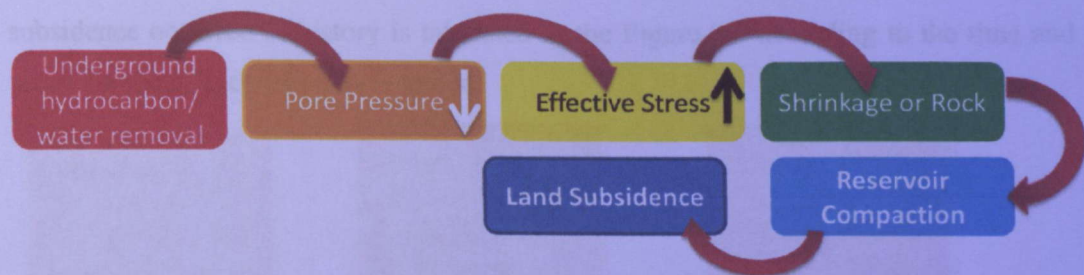 Underground
hydrocarbon/
water removal
Pore Pressure
Effective Stress
Shrinkage or Rock
Reservoir
Compaction
Land Subsidence